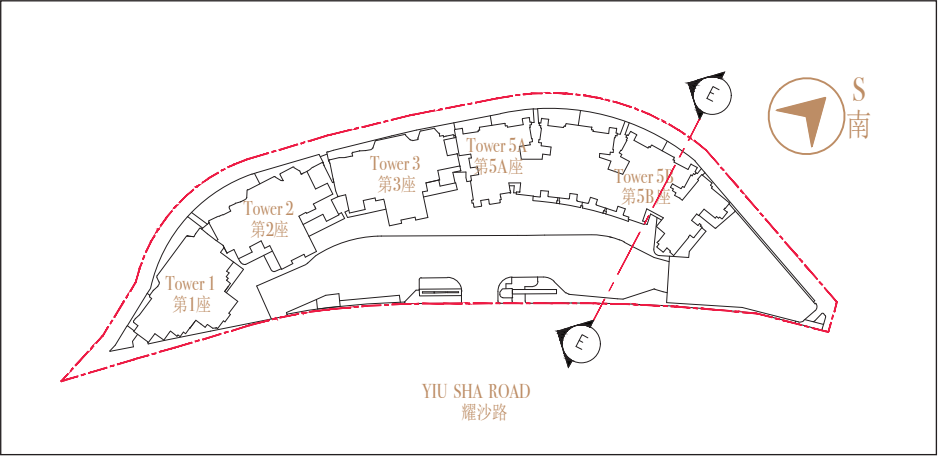 E
S
南
Tower 5A
第5A座
Tower 3
第3座
Tower 5B
第5B座
Tower 2
第2座
Tower 1
第1座
E
YIU SHA ROAD
耀沙路